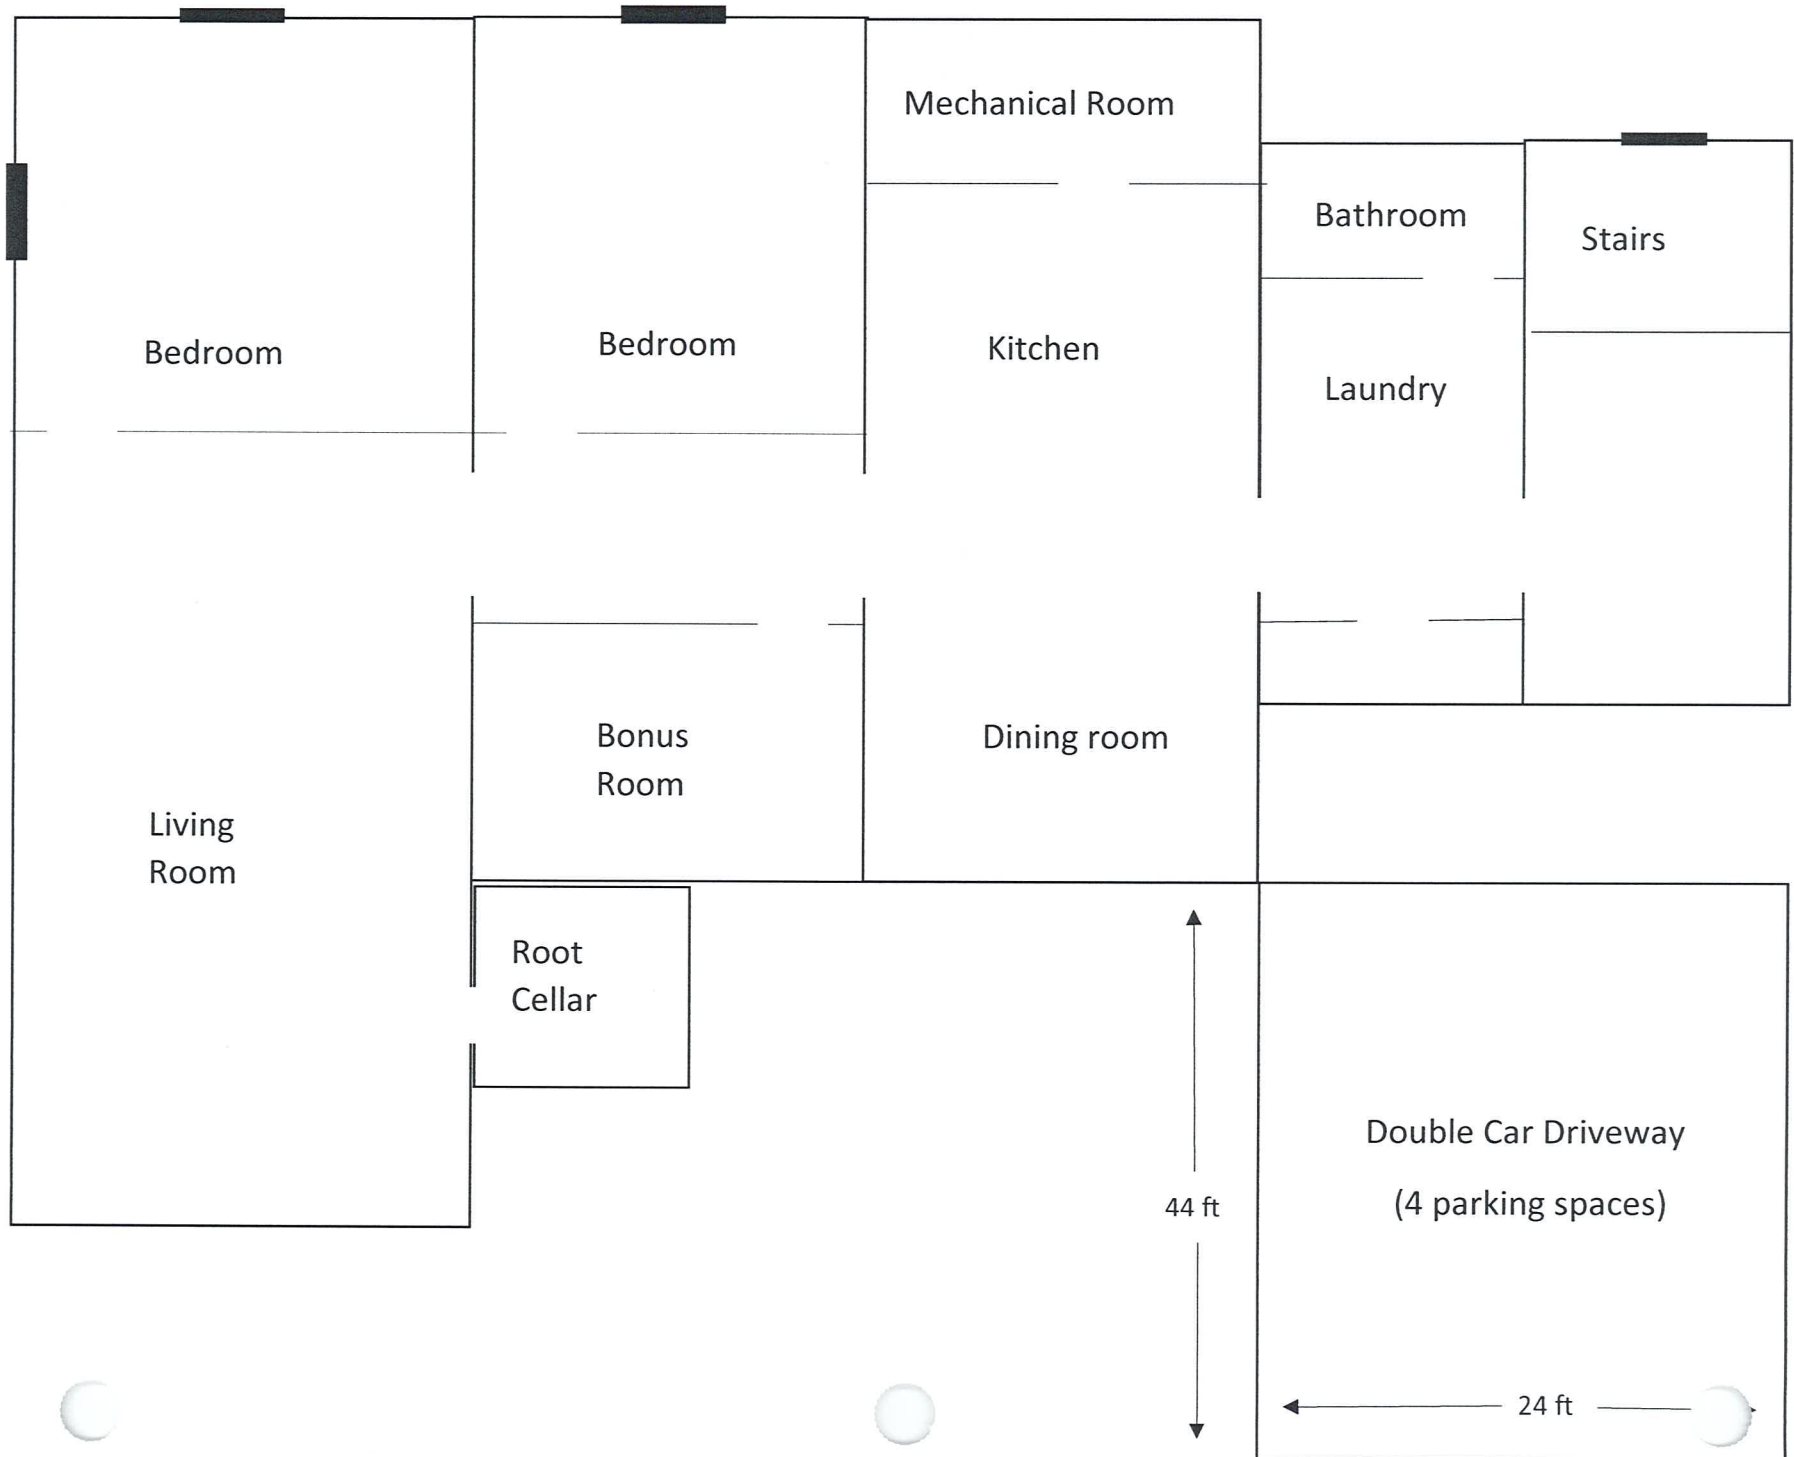 Mechanical Room
Bathroom
Stairs
Bedroom
Bedroom
Kitchen
Laundry
Bonus
Room
Dining room
Living
Room
Root
Cellar
Double Car Driveway
(4 parking spaces)
44 ft
24 ft